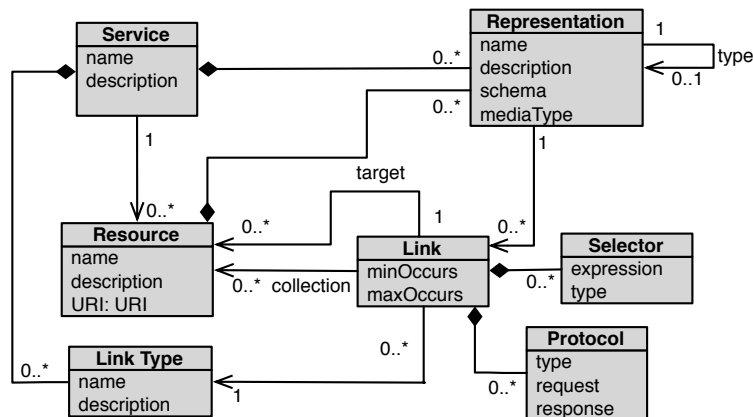 Service
name
description
Representation
name
description
schema
mediaType
1
type
0..1
0..*
0..*
1
0..*
1
0..*
target
1
0..*
Resource
name
description
URI: URI
0..*
collection
Link
minOccurs
maxOccurs
Selector
expression
type
0..*
0..*
Link Type
name
description
0..*
1
Protocol
type
request
response
0..*